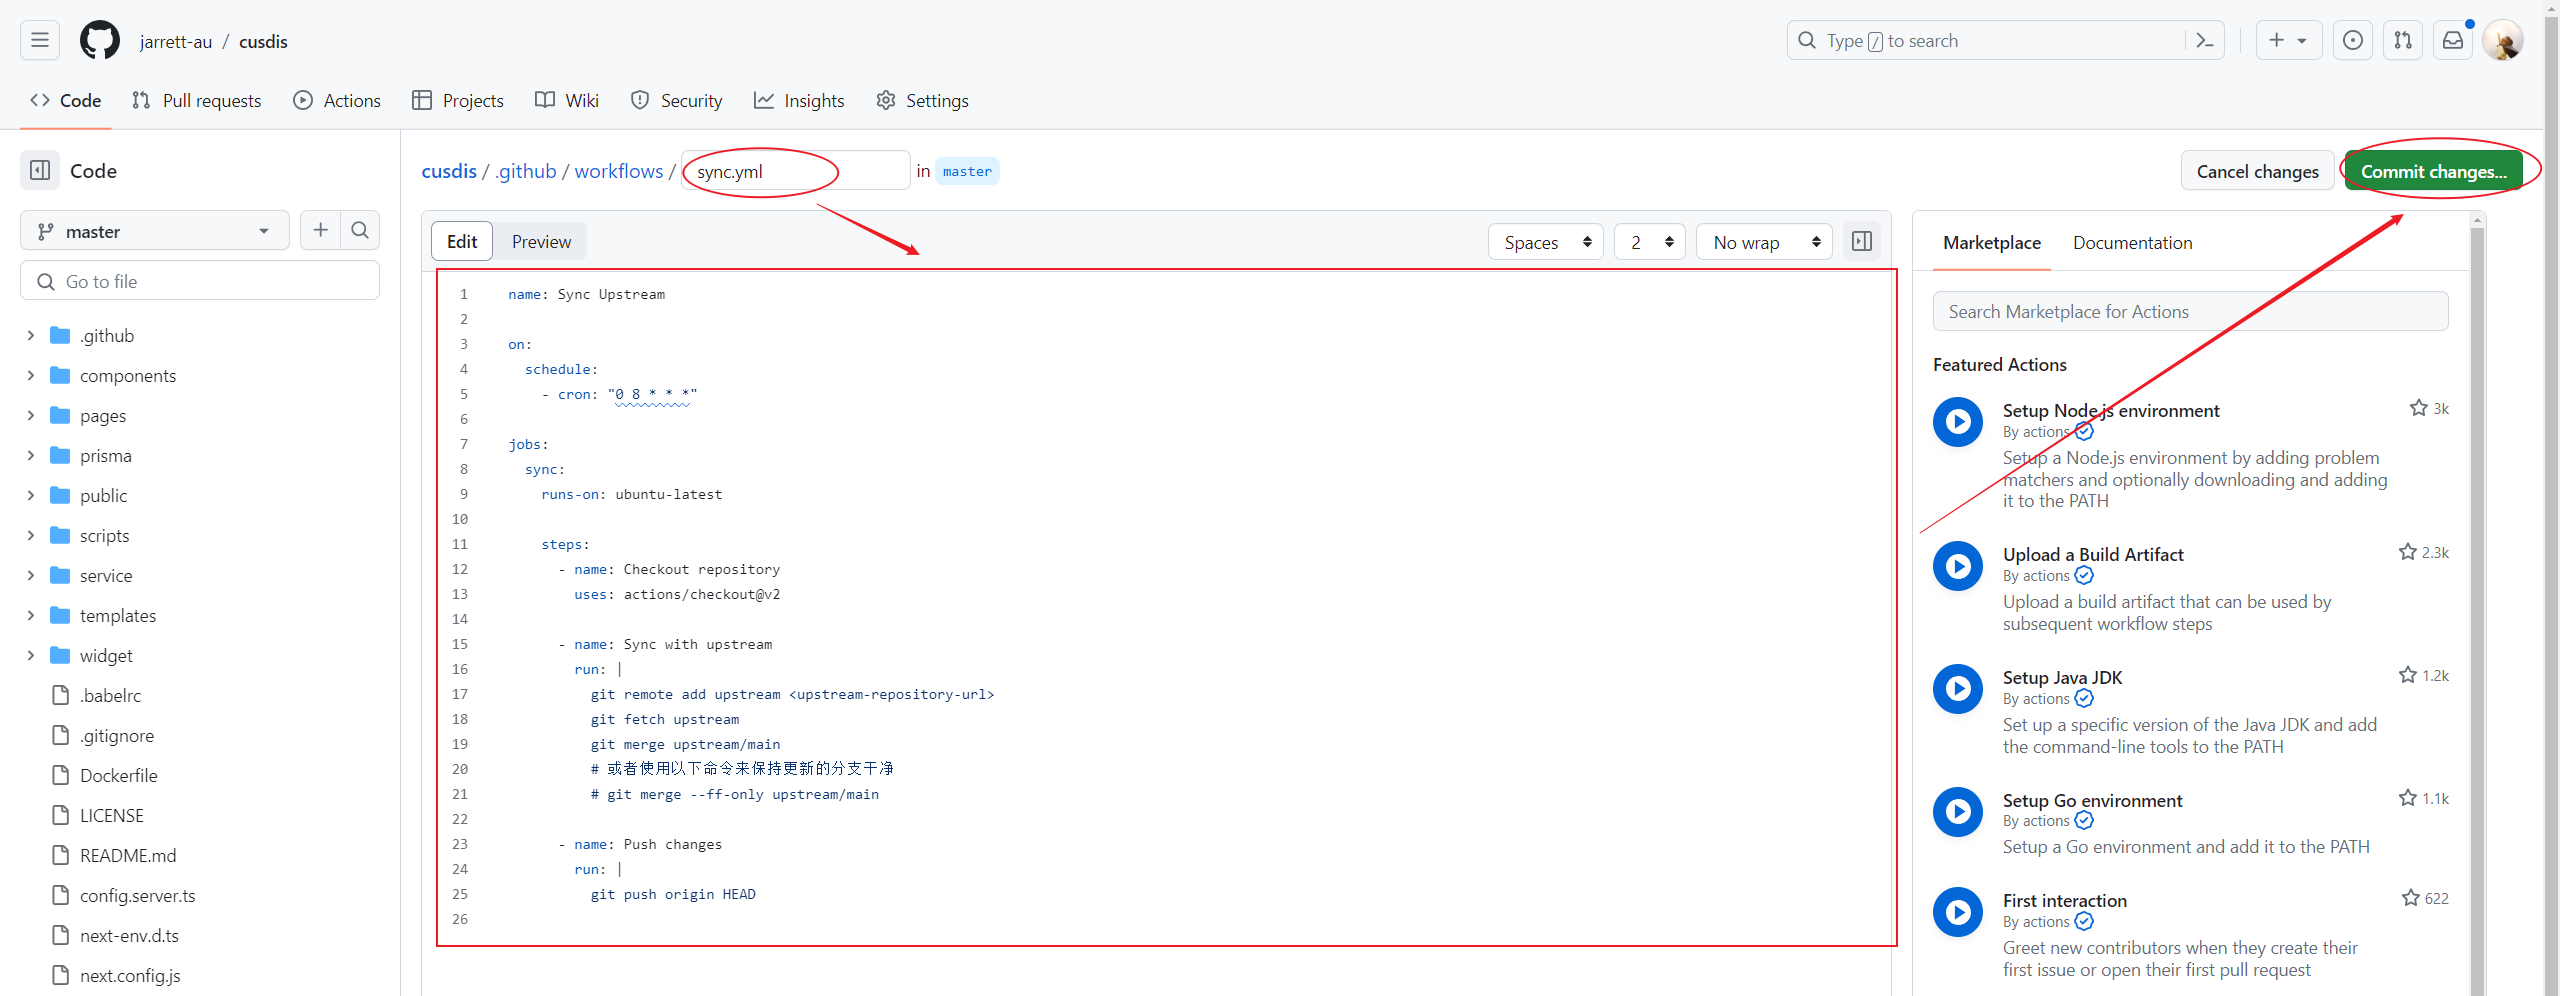 jarrett-au / cusdis
Type / to search
Code
Pull requests
Actions
Projects
Wiki
Security
Insights
Settings
Code
master
Go to file
.github
components
pages
prisma
public
scripts
service
templates
widget
.babelrc
.gitignore
Dockerfile
LICENSE
README.md
config.server.ts
next-env.d.ts
next.config.js
cusdis / .github / workflows / sync.yml in master
Cancel changes
Commit changes...
Edit
Preview
Spaces
2
No wrap
1 name: Sync Upstream
2
3 on:
4 schedule:
5 - cron: "0 8 * * *"
6
7 jobs:
8 sync:
9 runs-on: ubuntu-latest
10
11 steps:
12 - name: Checkout repository
13 uses: actions/checkout@v2
14
15 - name: Sync with upstream
16 run: |
17 git remote add upstream <upstream-repository-url>
18 git fetch upstream
19 git merge upstream/main
20 # 或者使用以下命令来保持更新的分支干净
21 # git merge --ff-only upstream/main
22
23 - name: Push changes
24 run: |
25 git push origin HEAD
26
Marketplace
Documentation
Search Marketplace for Actions
Featured Actions
Setup Node.js environment
3k
By actions
Setup a Node.js environment by adding problem
matchers and optionally downloading and adding
it to the PATH
Upload a Build Artifact
2.3k
By actions
Upload a build artifact that can be used by
subsequent workflow steps
Setup Java JDK
1.2k
By actions
Set up a specific version of the Java JDK and add
the command-line tools to the PATH
Setup Go environment
1.1k
By actions
Setup a Go environment and add it to the PATH
First interaction
622
By actions
Greet new contributors when they create their
first issue or open their first pull request